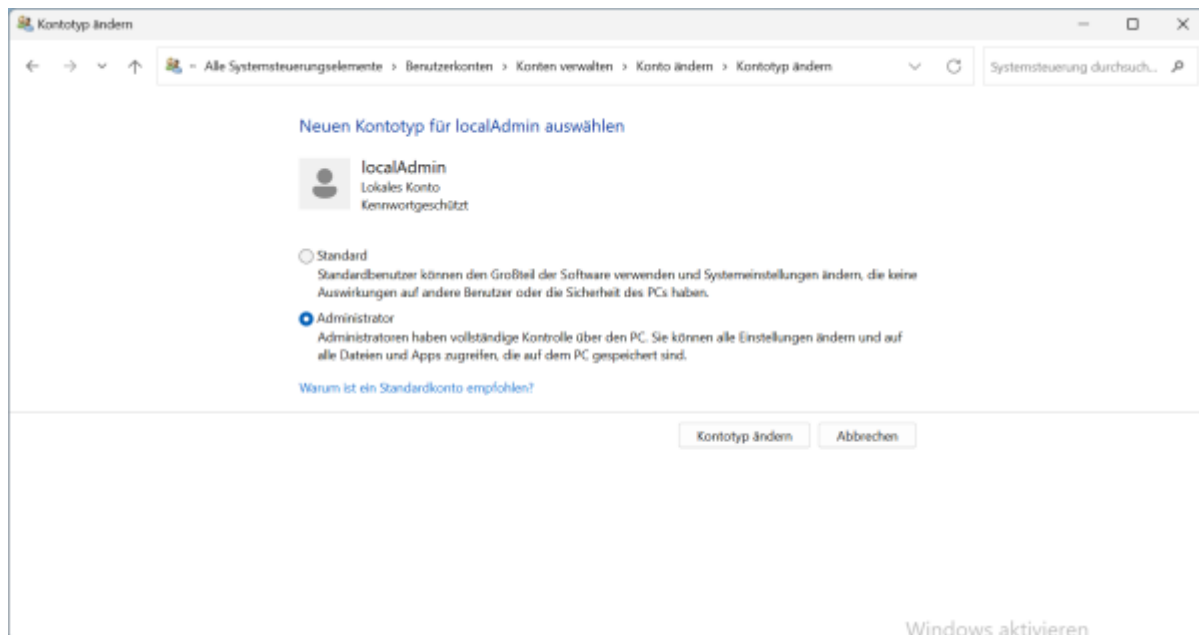 Kontotyp ändern
Alle Systemsteuerungselemente > Benutzerkonten > Konten verwalten > Konto ändern > Kontotyp ändern
Systemsteuerung durchsuch...
Neuen Kontotyp für localAdmin auswählen
localAdmin
Lokales Konto
Kennwortgeschützt
Standard
Standardbenutzer können den Großteil der Software verwenden und Systemeinstellungen ändern, die keine
Auswirkungen auf andere Benutzer oder die Sicherheit des PCs haben.
Administrator
Administratoren haben vollständige Kontrolle über den PC. Sie können alle Einstellungen ändern und auf
alle Dateien und Apps zugreifen, die auf dem PC gespeichert sind.
Warum ist ein Standardkonto empfohlen?
Kontotyp ändern
Abbrechen
Windows aktivieren